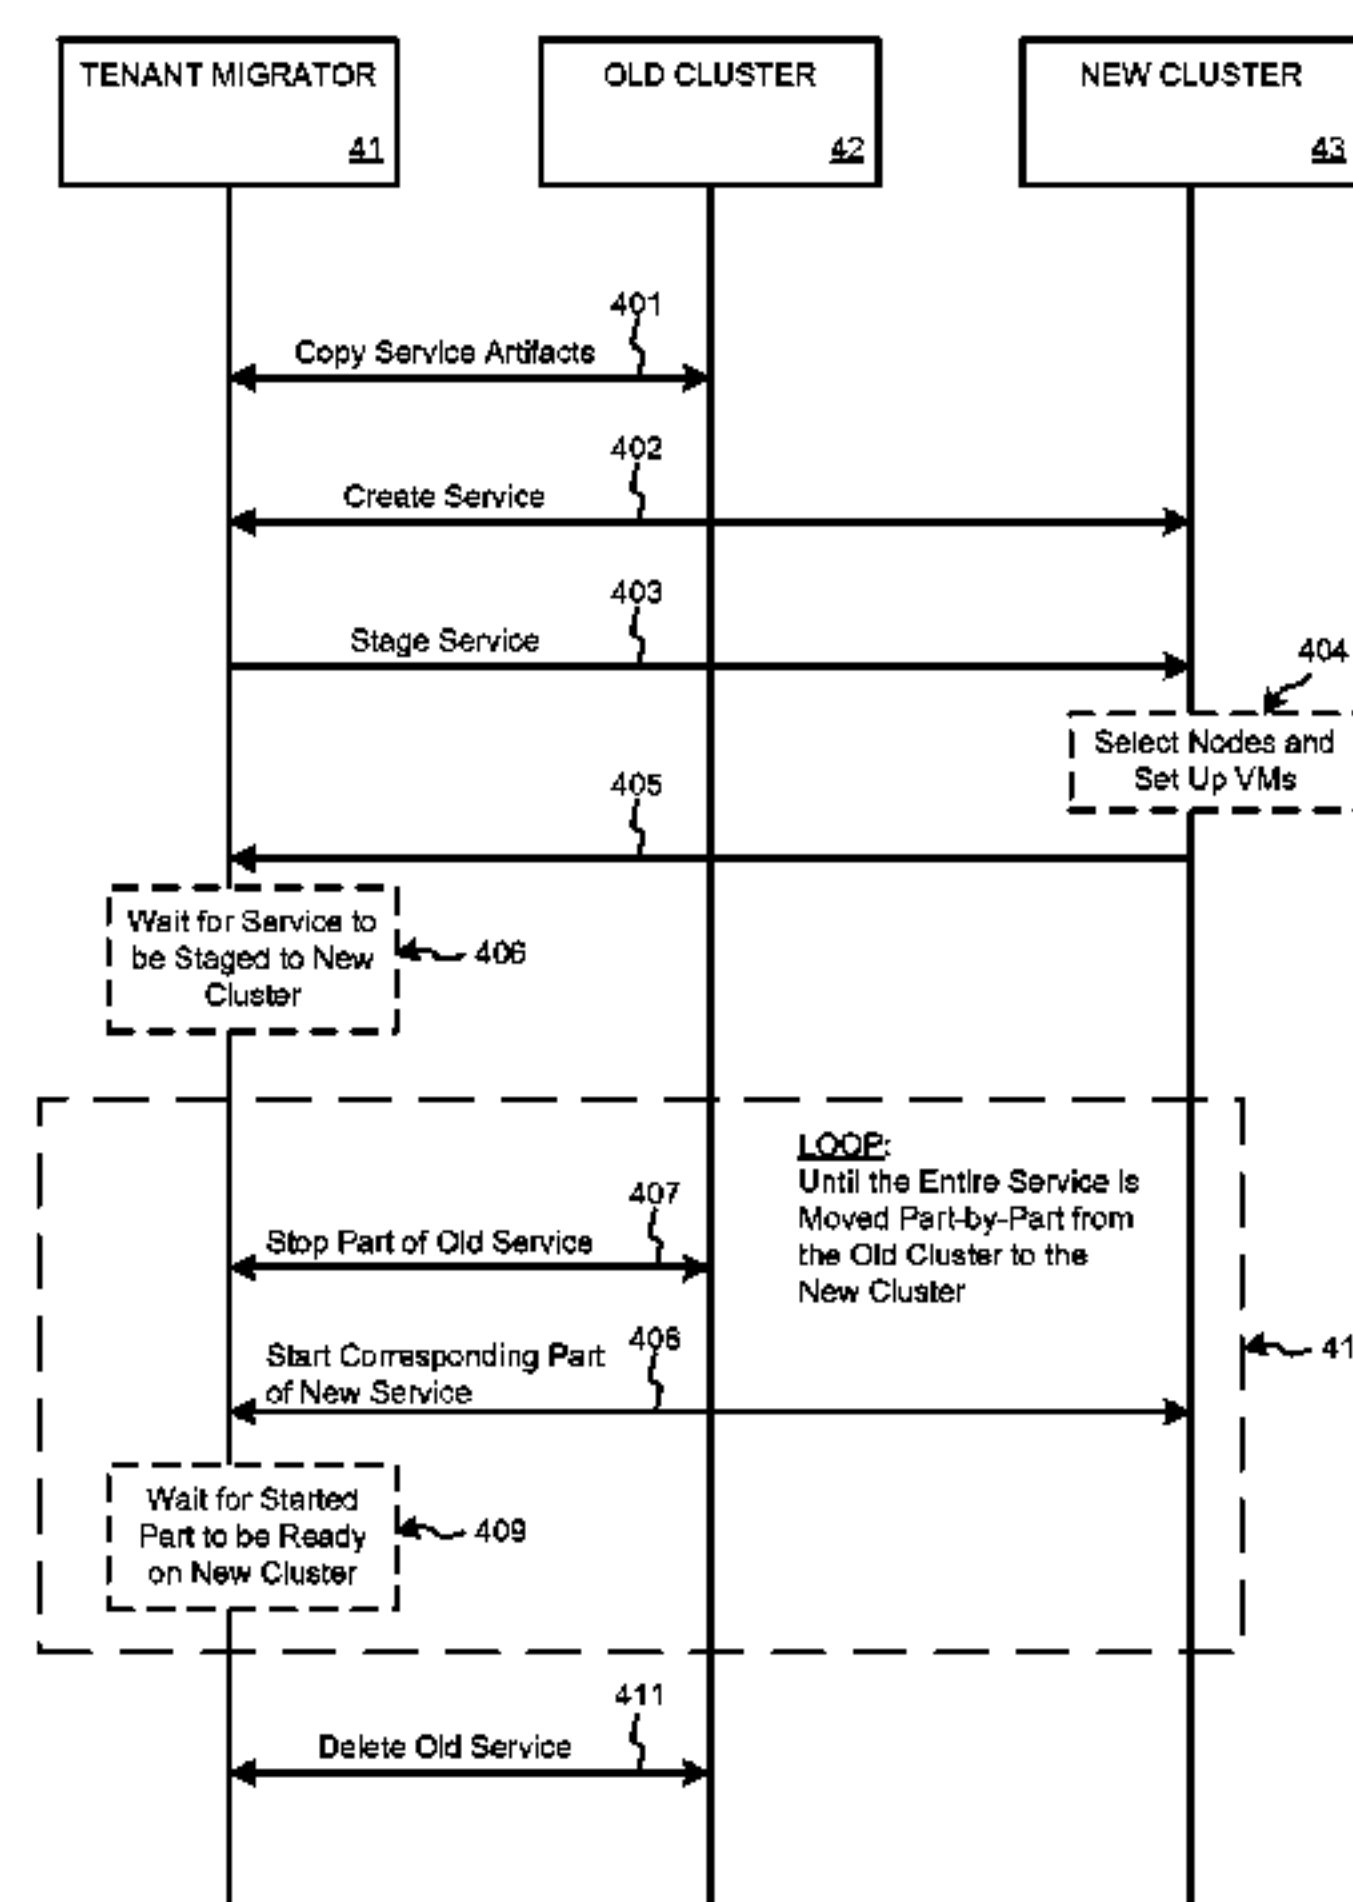 TENANT MIGRATOR
41
OLD CLUSTER
42
NEW CLUSTER
43
401
Copy Service Artifacts
402
Create Service
403
Stage Service
404
Select Nodes and
Set Up VMs
405
Wait for Service to
be Staged to New
Cluster
406
LOOP:
Until the Entire Service is
Moved Part-by-Part from
the Old Cluster to the
New Cluster
407
Stop Part of Old Service
41
408
Start Corresponding Part
of New Service
Wait for Started
Part to be Ready
on New Cluster
409
411
Delete Old Service